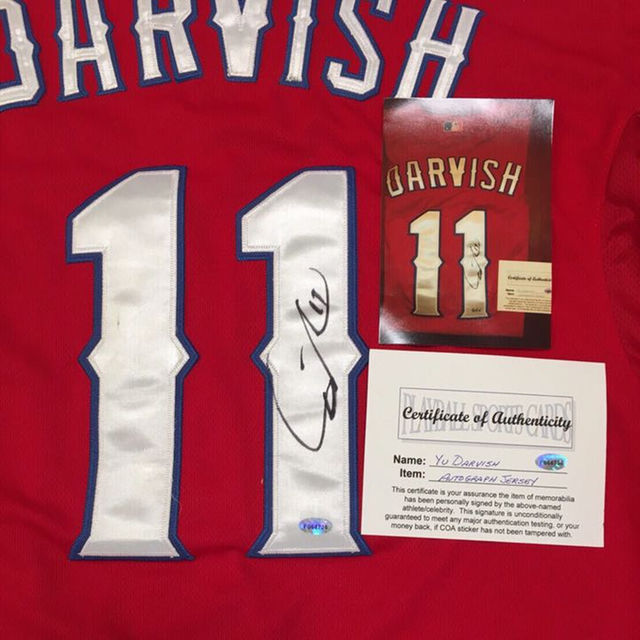 DARVISH
11
DARVISH
11
PLAYBALL SPORTS CARDS
Certificate of Authenticity
Name: YU DARVISH
Item: AUTOGRAPH JERSEY
This certificate is your assurance the item of memorabilia
has been personally signed by the above-named
athlete/celebrity. This signature is unconditionally
guaranteed to meet any major authentication testing, or your
money back, if COA sticker has not been tampered with.